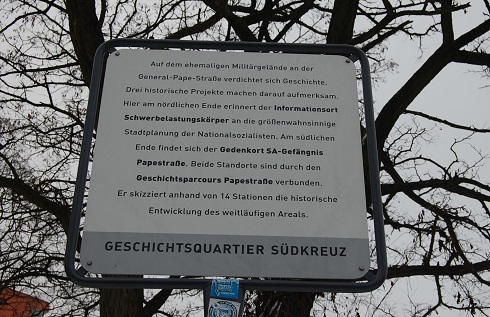 Auf dem ehemaligen Militärgelände an der
General-Pape-Straße verdichtet sich Geschichte.
Drei historische Projekte machen darauf aufmerksam.
Hier am nördlichen Ende erinnert der Informationsort
Schwerbelastungskörper an die größenwahnsinnige
Stadtplanung der Nationalsozialisten. Am südlichen
Ende findet sich der Gedenkort SA-Gefängnis
Papestraße. Beide Standorte sind durch den
Geschichtsparcours Papestraße verbunden.
Er skizziert anhand von 14 Stationen die historische
Entwicklung des weitläufigen Areals.
GESCHICHTSQUARTIER SÜDKREUZ